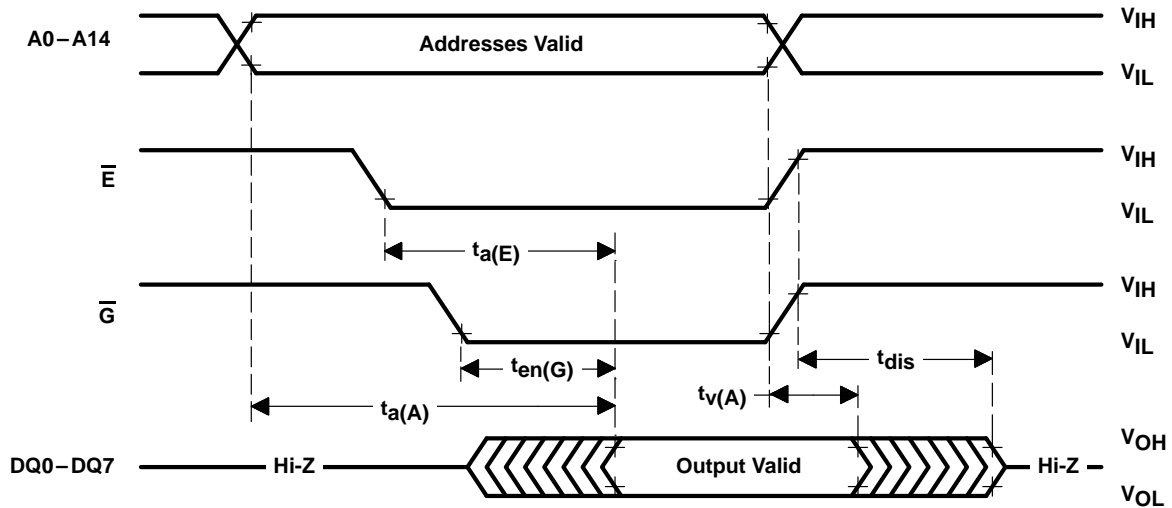 A0–A14
Addresses Valid
VIH
VIL
E
VIH
VIL
ta(E)
G
VIH
VIL
ten(G)
tdis
ta(A)
tv(A)
DQ0–DQ7
Hi-Z
Output Valid
Hi-Z
VOH
VOL